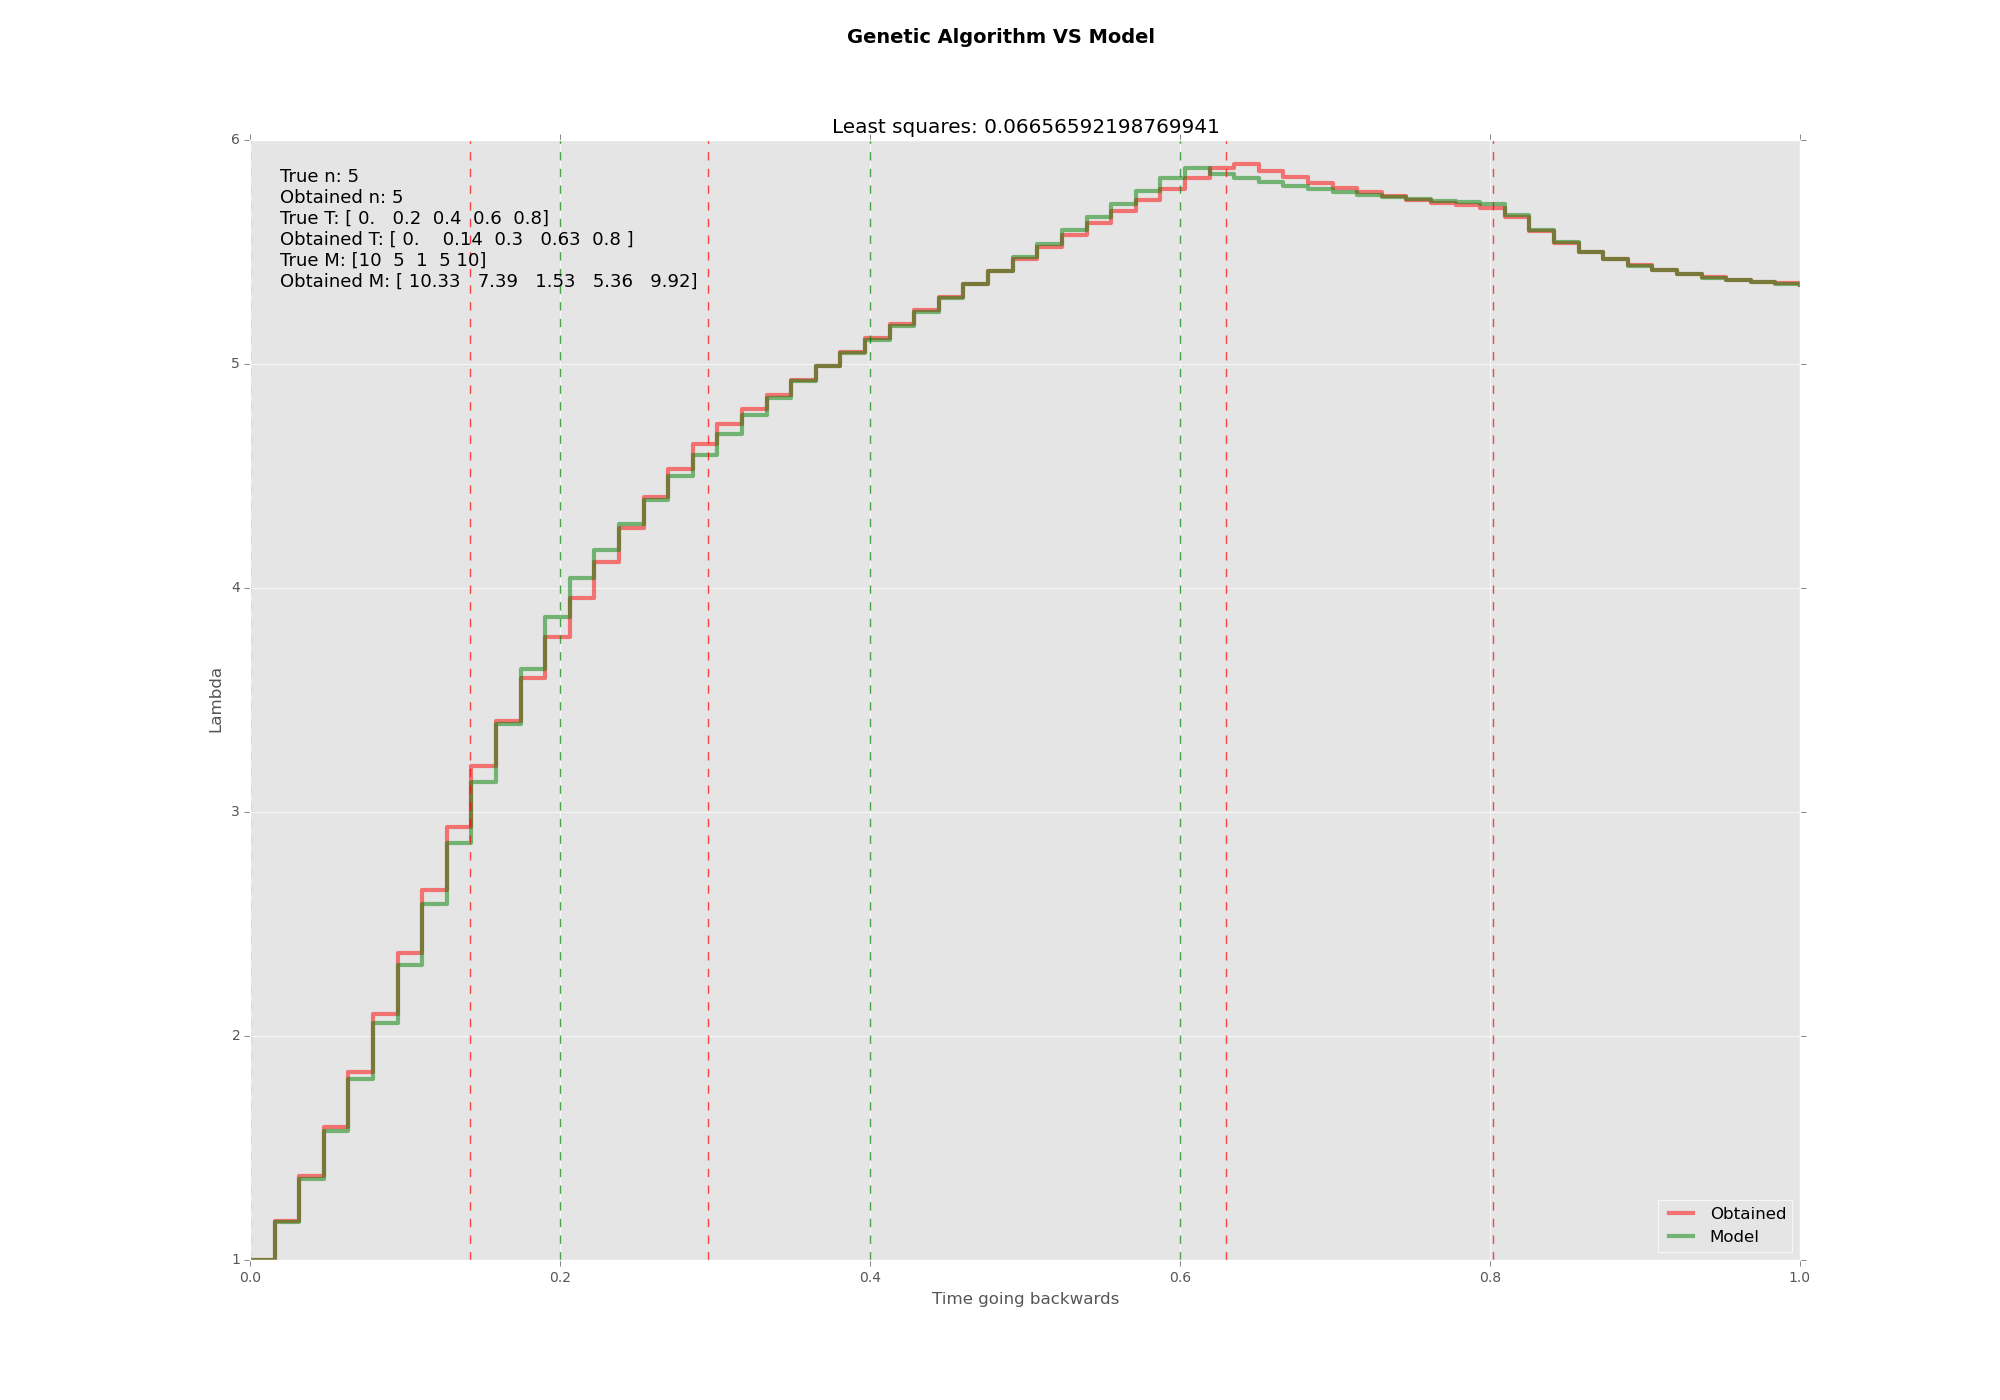 Genetic Algorithm VS Model
Least squares: 0.06656592198769941
True n: 5
Obtained n: 5
True T: [ 0.   0.2  0.4  0.6  0.8]
Obtained T: [ 0.    0.14  0.3   0.63  0.8 ]
True M: [10  5  1  5 10]
Obtained M: [ 10.33   7.39   1.53   5.36   9.92]
6
5
4
3
2
1
Lambda
0.0 0.2 0.4 0.6 0.8 1.0
Time going backwards
Obtained
Model